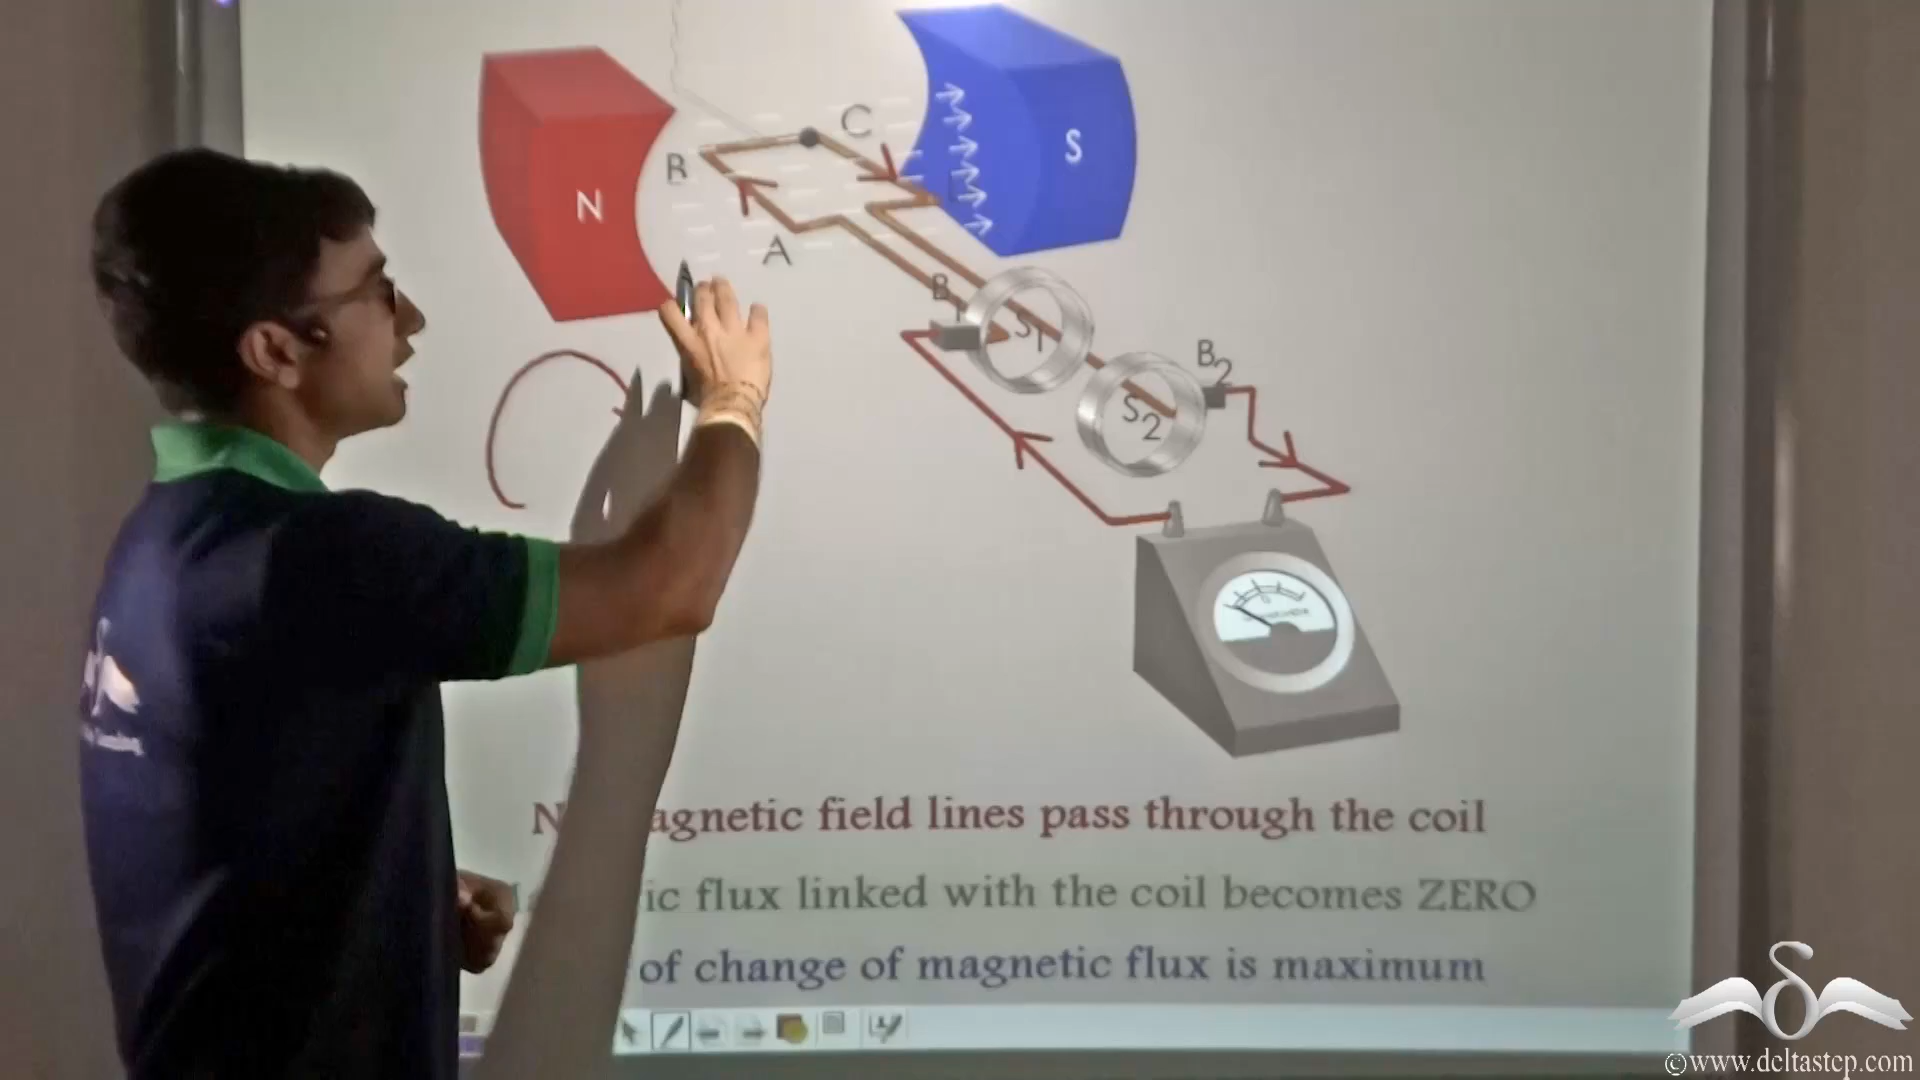 C
B
S
N
A
B1
S1
B2
S2
agnetic field lines pass through the coil
ic flux linked with the coil becomes ZERO
of change of magnetic flux is maximum
©www.deltastep.com